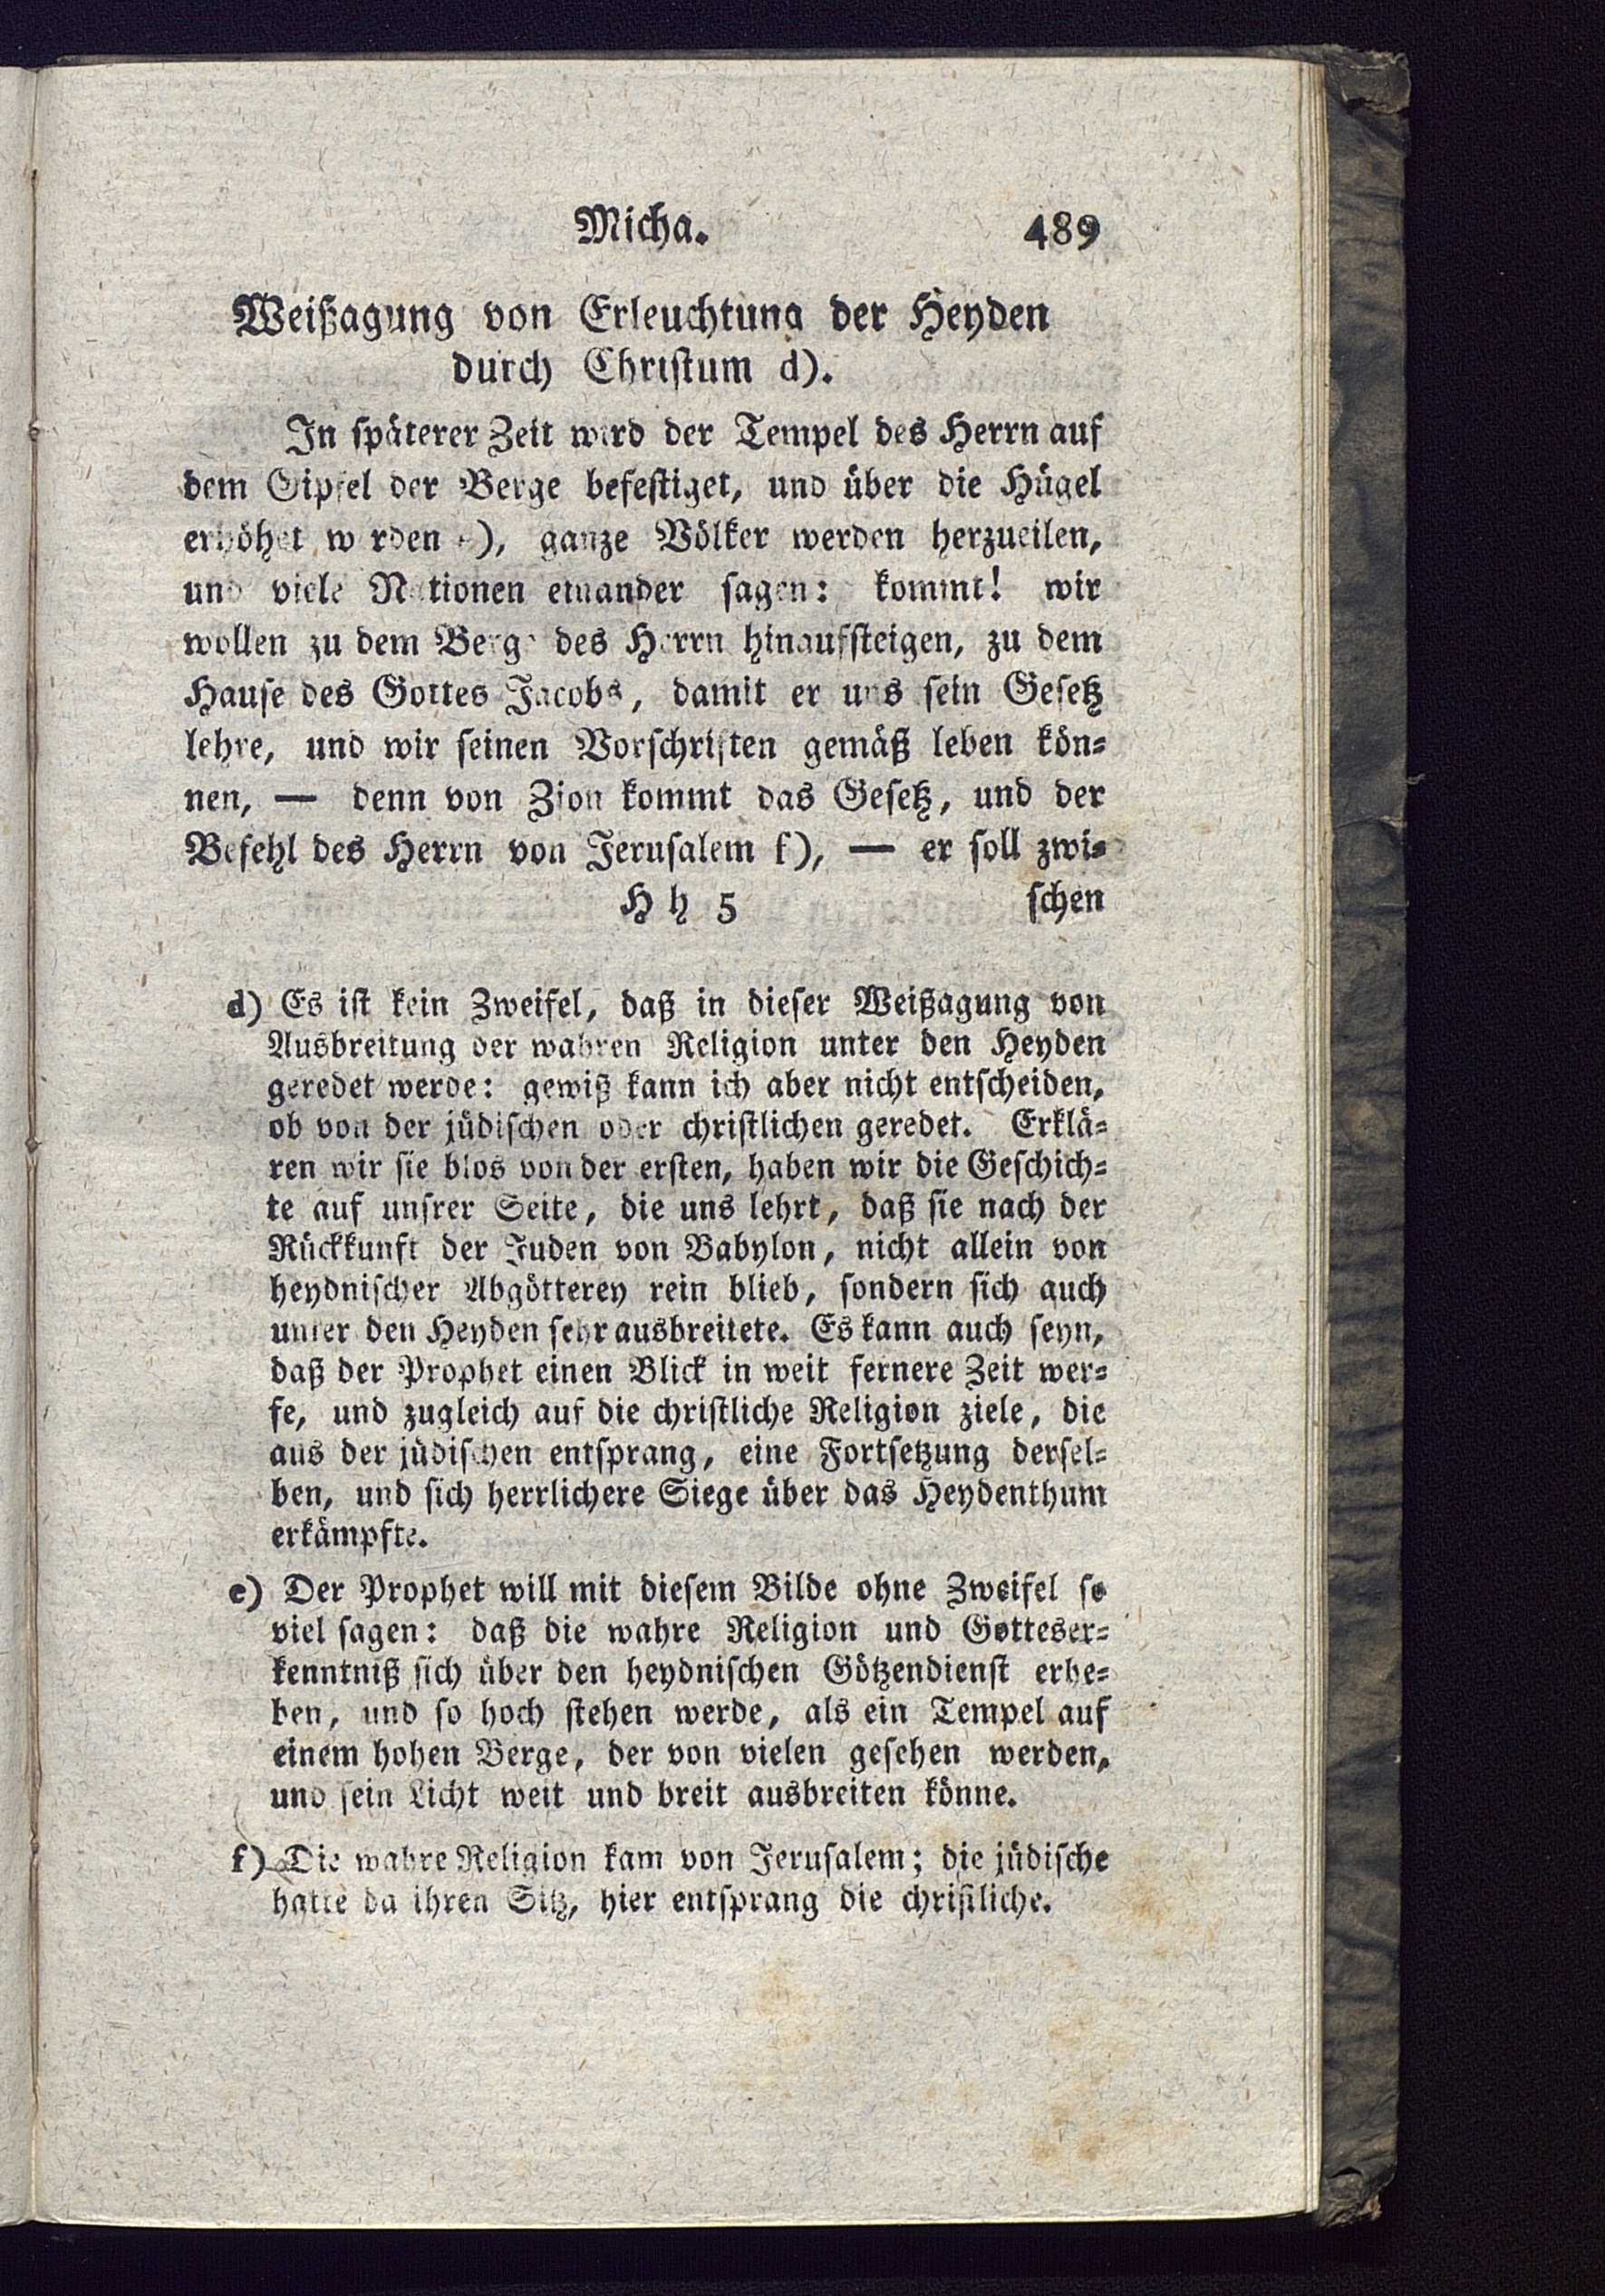 Micha. 489
Weißagung von Erleuchtung der Heyden
durch Christum d).
In späterer Zeit wird der Tempel des Herrn auf
dem Gipfel der Berge befestiget, und über die Hügel
erhöhet werden e), ganze Völker werden herzueilen,
und viele Nationen einander sagen: kommt! wir
wollen zu dem Berge des Herrn hinaufsteigen, zu dem
Hause des Gottes Jacobs, damit er uns sein Gesetz
lehre, und wir seinen Vorschriften gemäß leben kön-
nen, — denn von Zion kommt das Gesetz, und der
Befehl des Herrn von Jerusalem f), — er soll zwi-
H h 5 schen
d) Es ist kein Zweifel, daß in dieser Weißagung von
Ausbreitung der wahren Religion unter den Heyden
geredet werde: gewiß kann ich aber nicht entscheiden,
ob von der jüdischen oder christlichen geredet. Erklä-
ren wir sie blos von der ersten, haben wir die Geschich-
te auf unsrer Seite, die uns lehrt, daß sie nach der
Rückkunft der Juden von Babylon, nicht allein von
heydnischer Abgötterey rein blieb, sondern sich auch
unter den Heyden sehr ausbreitete. Es kann auch seyn,
daß der Prophet einen Blick in weit fernere Zeit wer-
fe, und zugleich auf die christliche Religion ziele, die
aus der jüdischen entsprang, eine Fortsetzung dersel-
ben, und sich herrlichere Siege über das Heydenthum
erkämpfte.
e) Der Prophet will mit diesem Bilde ohne Zweifel so
viel sagen: daß die wahre Religion und Gotteser-
kenntniß sich über den heydnischen Götzendienst erhe-
ben, und so hoch stehen werde, als ein Tempel auf
einem hohen Berge, der von vielen gesehen werden,
und sein Licht weit und breit ausbreiten könne.
f) Die wahre Religion kam von Jerusalem; die jüdische
hatte da ihren Sitz, hier entsprang die christliche.